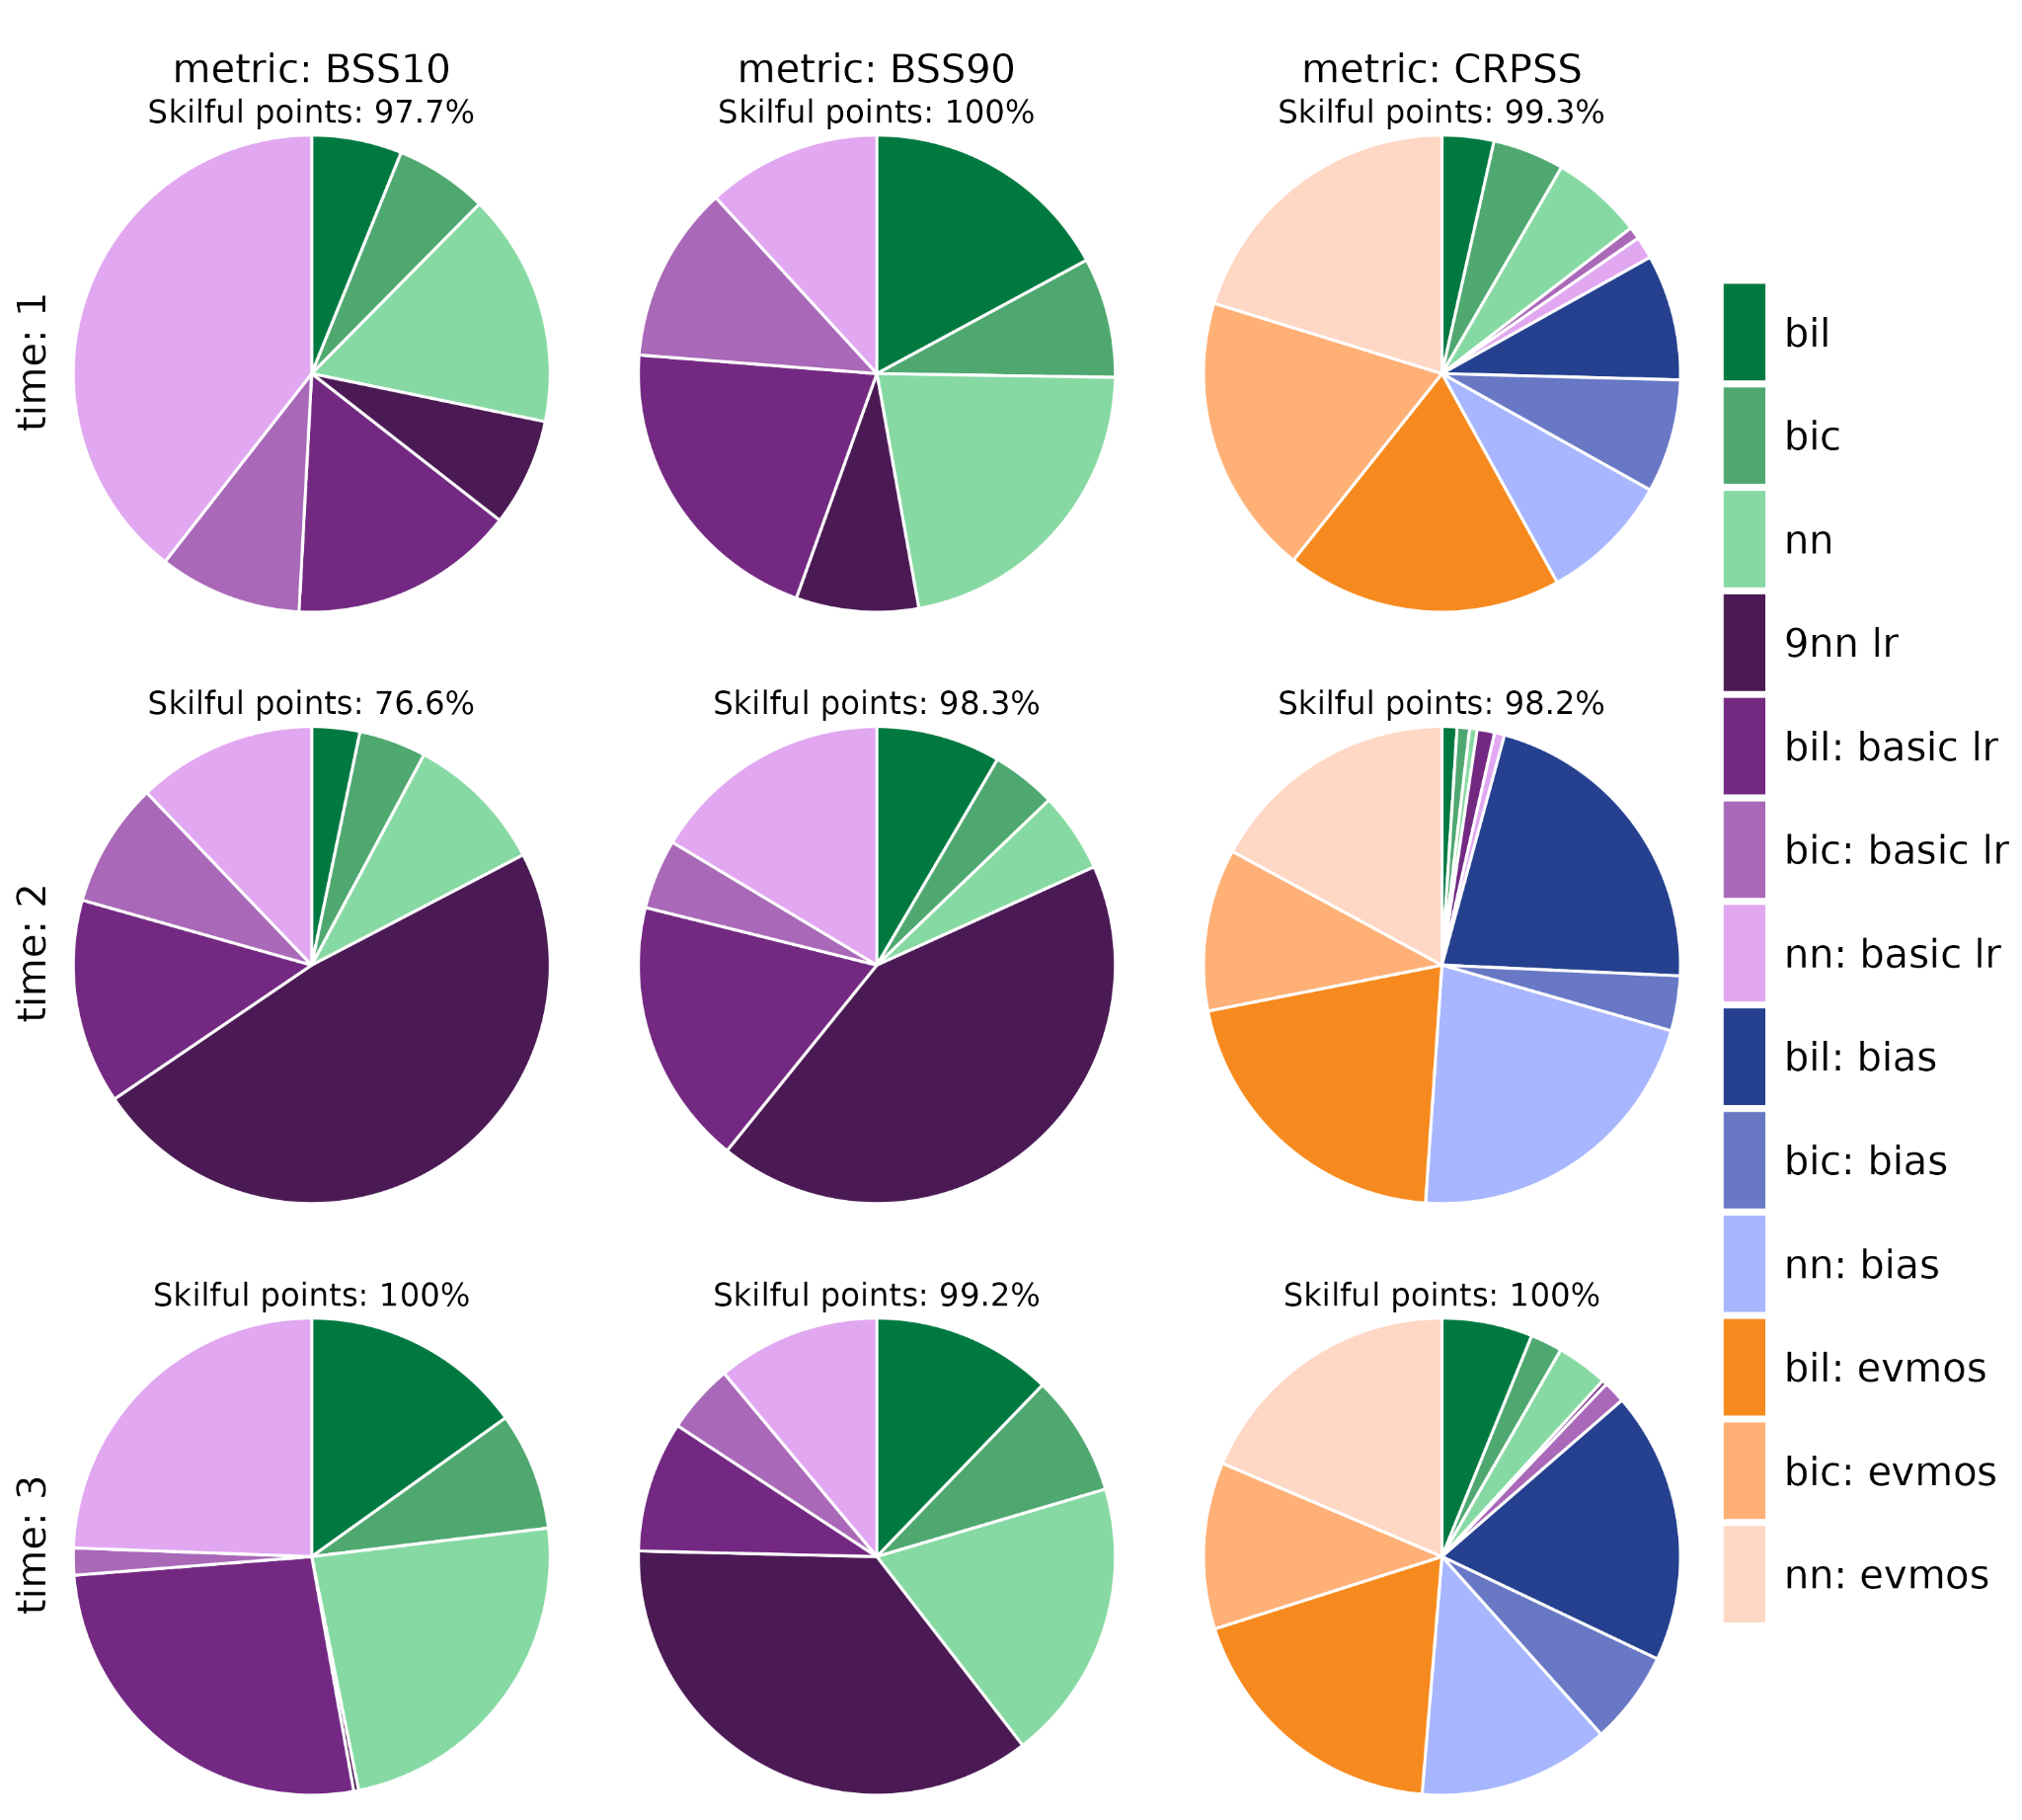 metric: BSS10
Skilful points: 97.7%
metric: BSS90
Skilful points: 100%
metric: CRPSS
Skilful points: 99.3%
time: 1
Skilful points: 76.6%
Skilful points: 98.3%
Skilful points: 98.2%
time: 2
Skilful points: 100%
Skilful points: 99.2%
Skilful points: 100%
time: 3
bil
bic
nn
9nn lr
bil: basic lr
bic: basic lr
nn: basic lr
bil: bias
bic: bias
nn: bias
bil: evmos
bic: evmos
nn: evmos